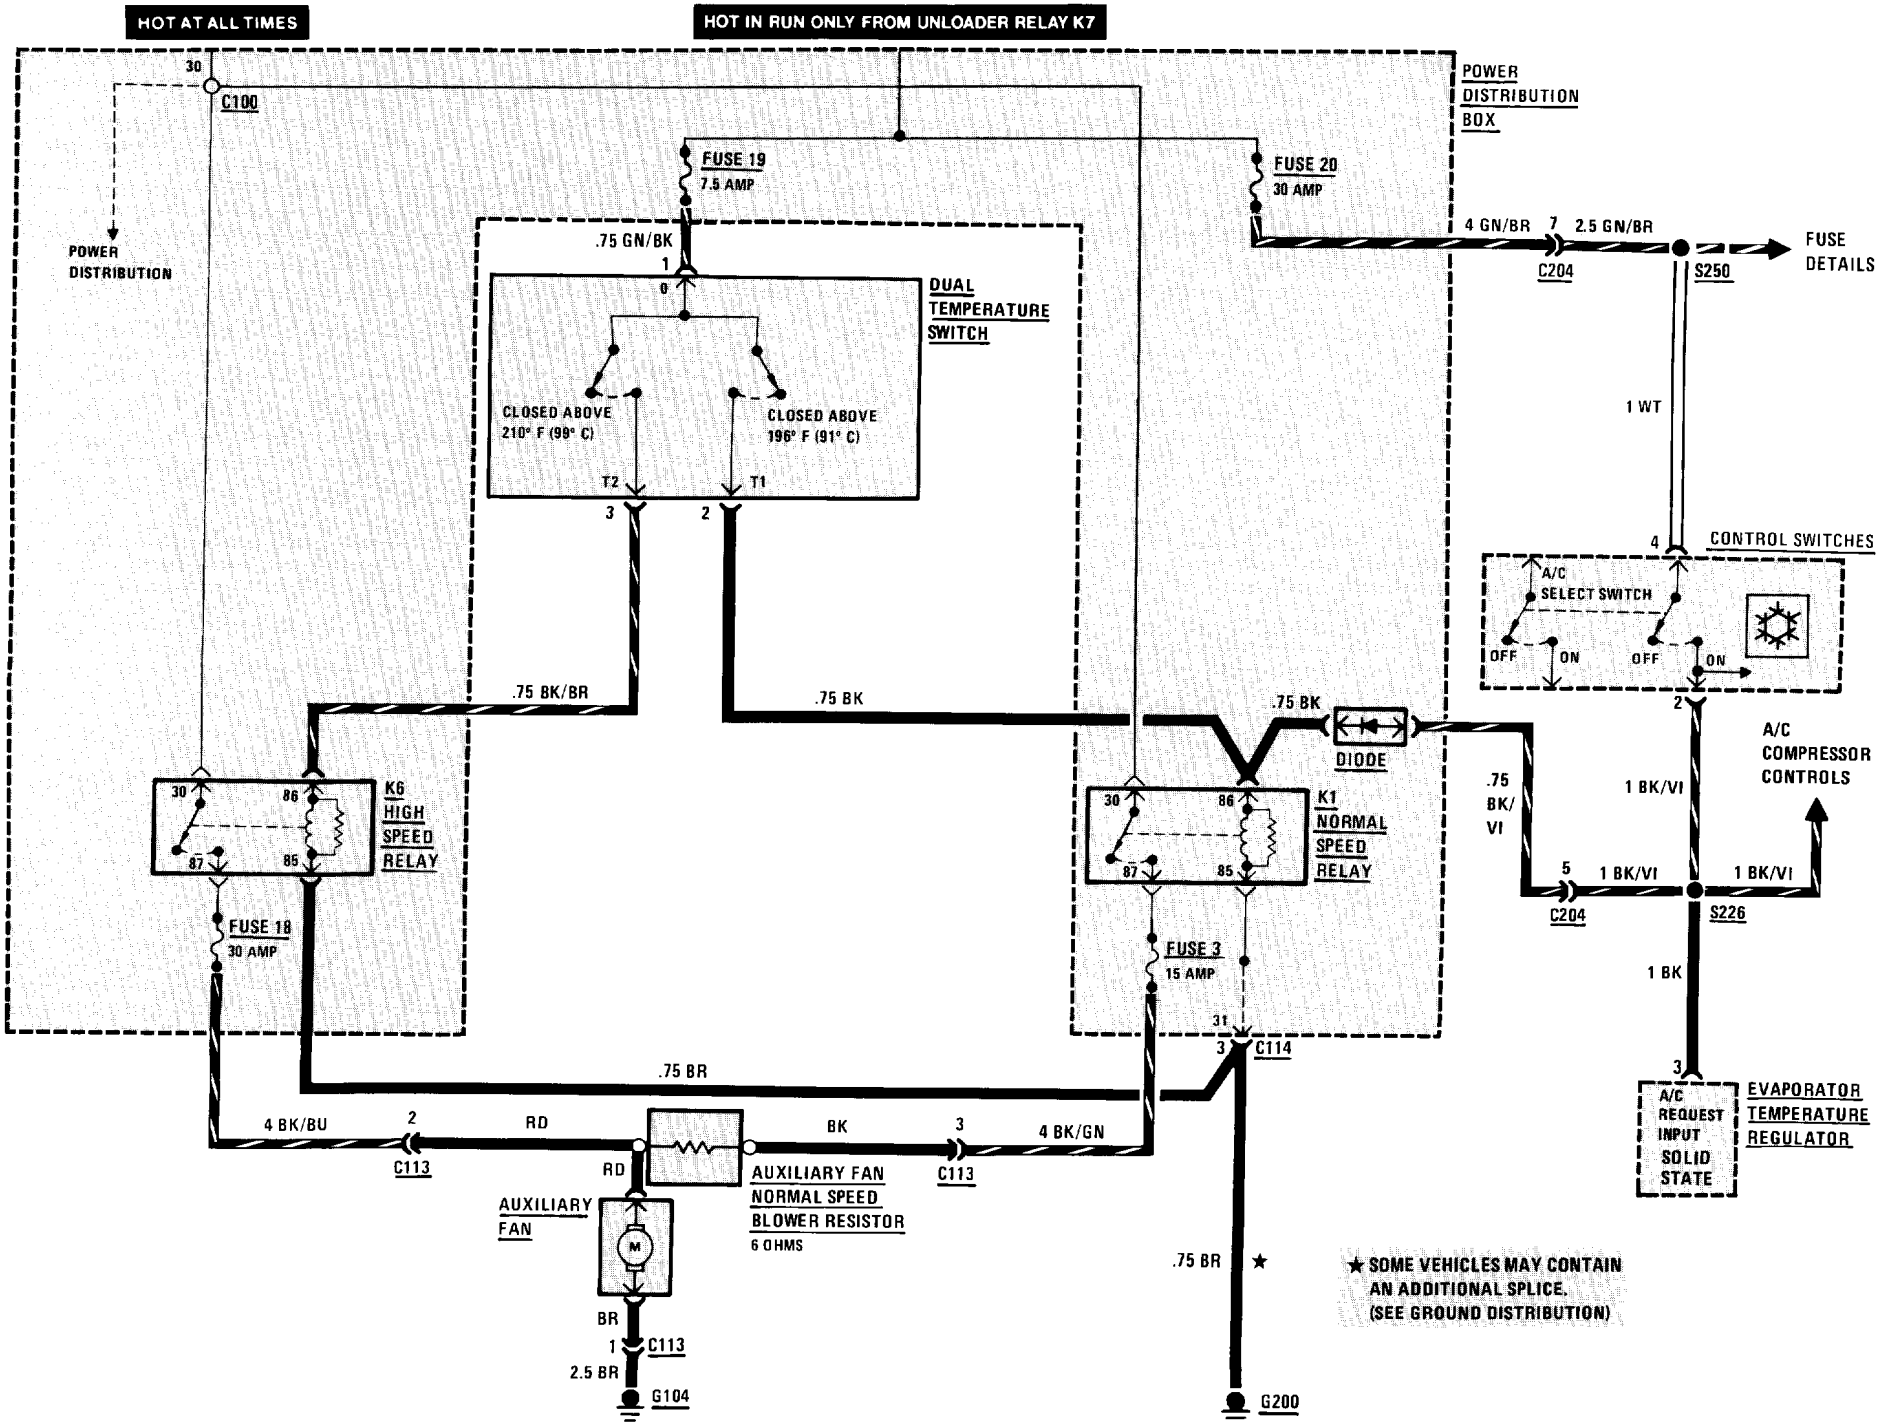 HOT AT ALL TIMES
HOT IN RUN ONLY FROM UNLOADER RELAY K7
30
C100
POWER
DISTRIBUTION
BOX
FUSE 19
7.5 AMP
FUSE 20
30 AMP
POWER
DISTRIBUTION
.75 GN/BK
1
0
4 GN/BR
7
2.5 GN/BR
C204
S250
FUSE
DETAILS
DUAL
TEMPERATURE
SWITCH
CLOSED ABOVE
210° F (99° C)
CLOSED ABOVE
196° F (91° C)
T2
T1
3
2
1 WT
4
CONTROL SWITCHES
A/C
SELECT SWITCH
OFF
ON
OFF
ON
2
.75 BK/BR
.75 BK
.75 BK
DIODE
A/C
COMPRESSOR
CONTROLS
.75
BK/
VI
1 BK/VI
30
86
87
85
K6
HIGH
SPEED
RELAY
30
86
87
85
K1
NORMAL
SPEED
RELAY
5
1 BK/VI
1 BK/VI
C204
S226
FUSE 18
30 AMP
FUSE 3
15 AMP
1 BK
31
3
C114
.75 BR
3
A/C
REQUEST
INPUT
SOLID
STATE
EVAPORATOR
TEMPERATURE
REGULATOR
4 BK/BU
2
C113
RD
RD
BK
3
C113
4 BK/GN
AUXILIARY FAN
NORMAL SPEED
BLOWER RESISTOR
6 OHMS
AUXILIARY
FAN
M
BR
1
C113
2.5 BR
G104
.75 BR
★
G200
★ SOME VEHICLES MAY CONTAIN
AN ADDITIONAL SPLICE.
(SEE GROUND DISTRIBUTION)